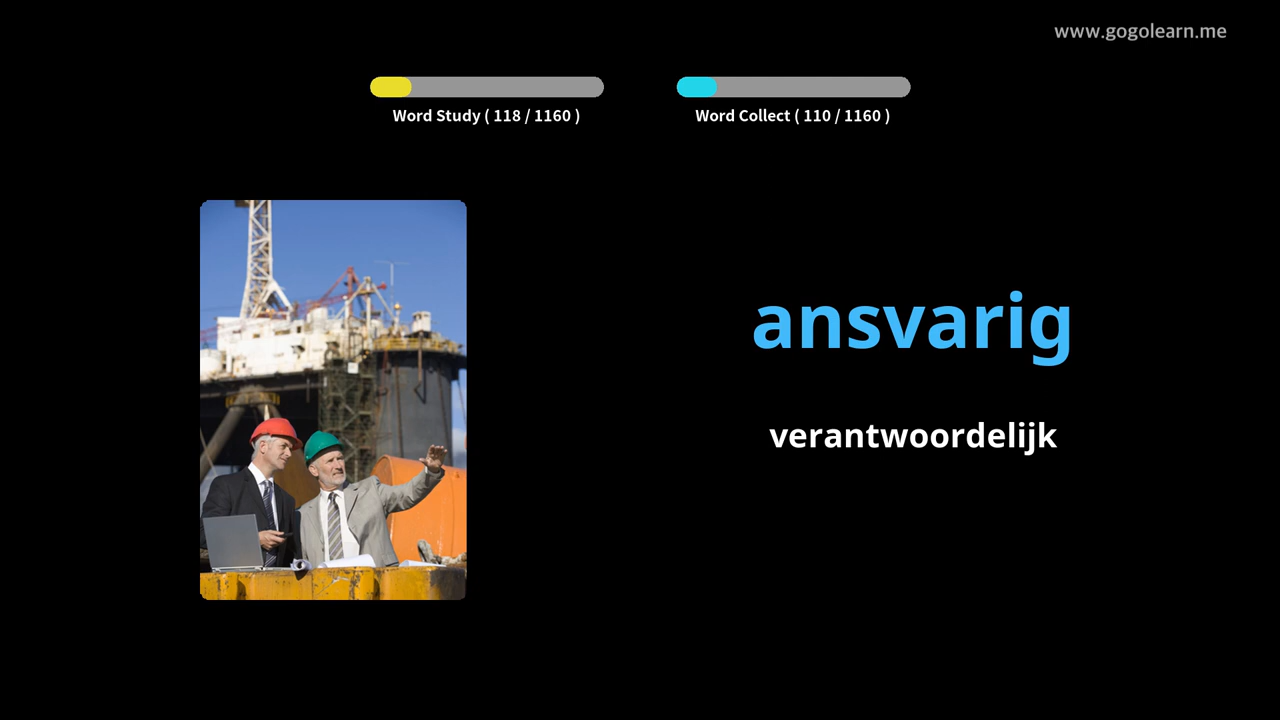 www.gogolearn.me
Word Study ( 118 / 1160 )
Word Collect ( 110 / 1160 )
ansvarig
verantwoordelijk